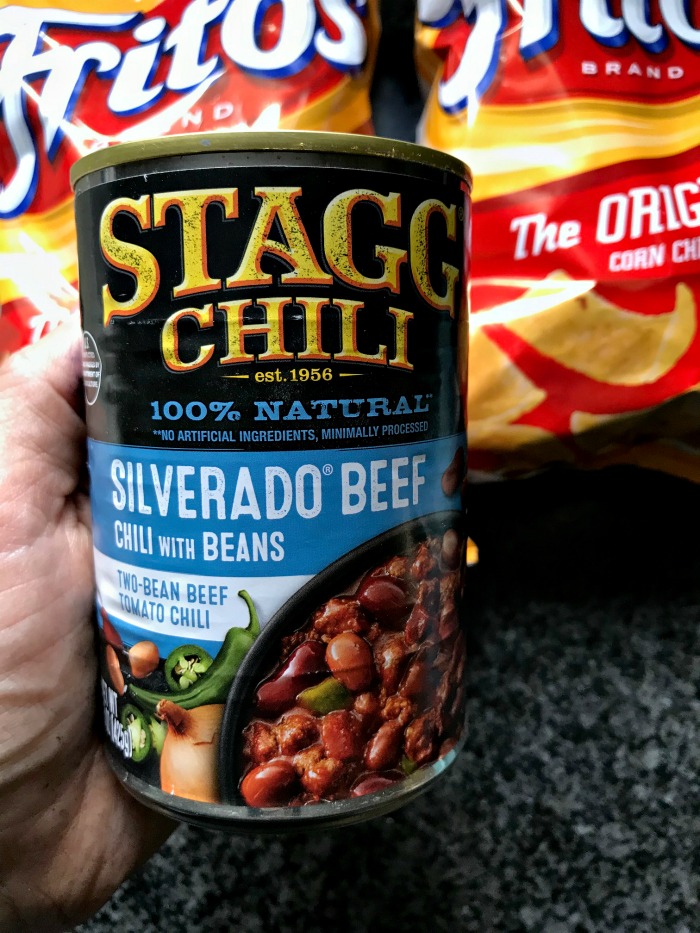 Fritos
BRAND
The ORIG
CORN CHI
STAGG
CHILI
est. 1956
100% NATURAL**
**NO ARTIFICIAL INGREDIENTS, MINIMALLY PROCESSED
SILVERADO® BEEF
CHILI WITH BEANS
TWO-BEAN BEEF
TOMATO CHILI